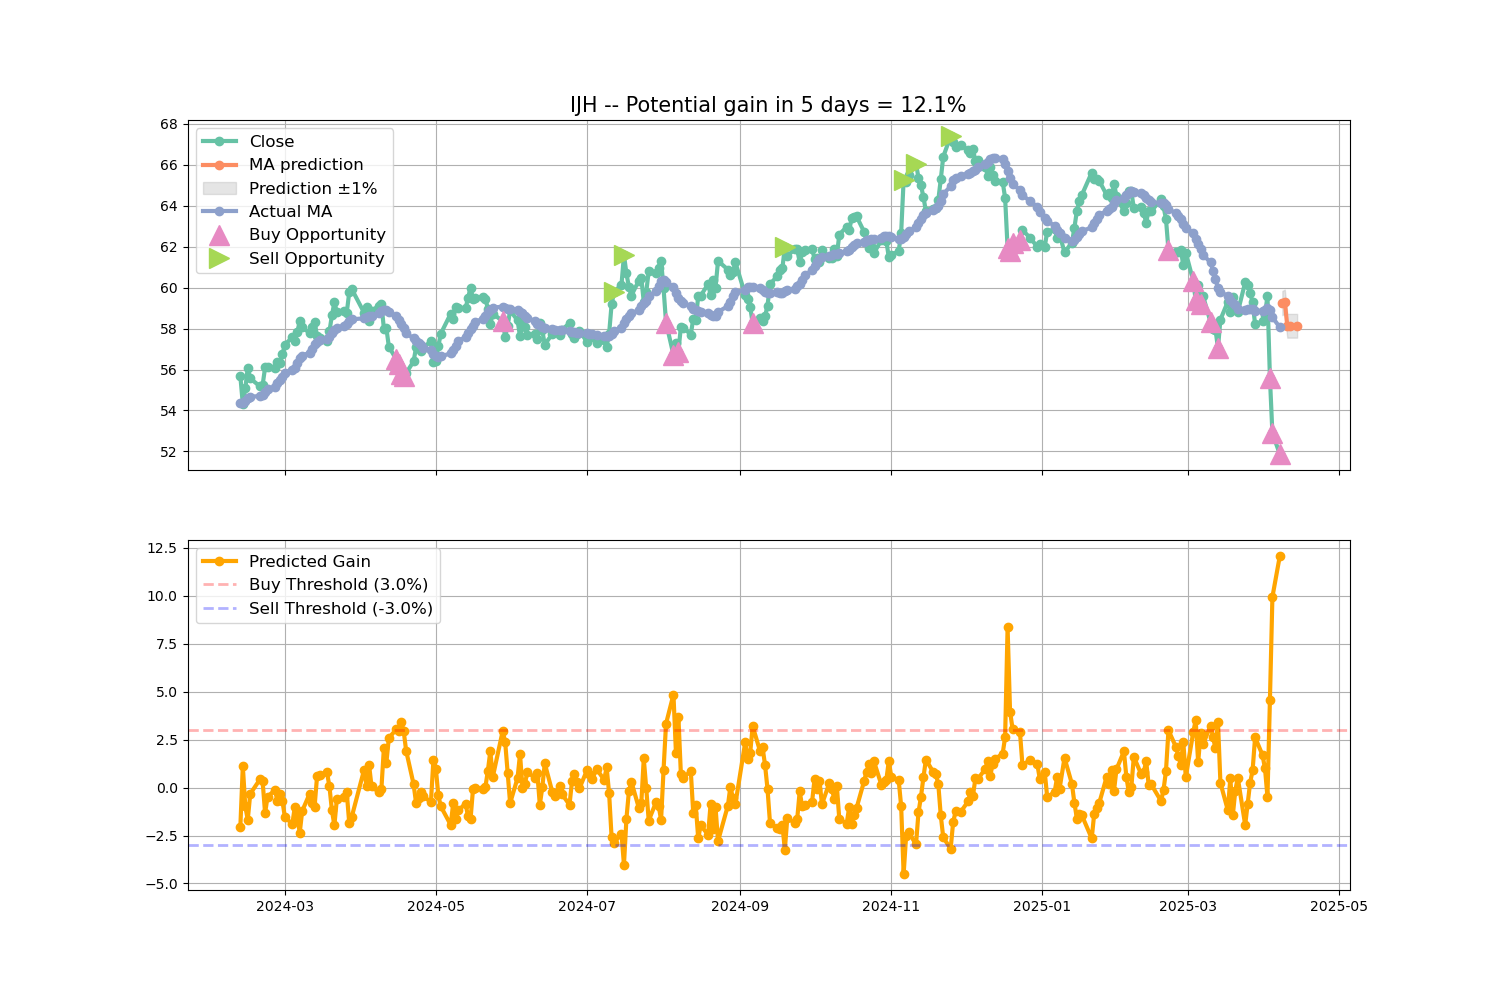 IJH -- Potential gain in 5 days = 12.1%
68
66
64
62
60
58
56
54
52
Close
MA prediction
Prediction ±1%
Actual MA
Buy Opportunity
Sell Opportunity
12.5
10.0
7.5
5.0
2.5
0.0
−2.5
−5.0
Predicted Gain
Buy Threshold (3.0%)
Sell Threshold (-3.0%)
2024-03 2024-05 2024-07 2024-09 2024-11 2025-01 2025-03 2025-05